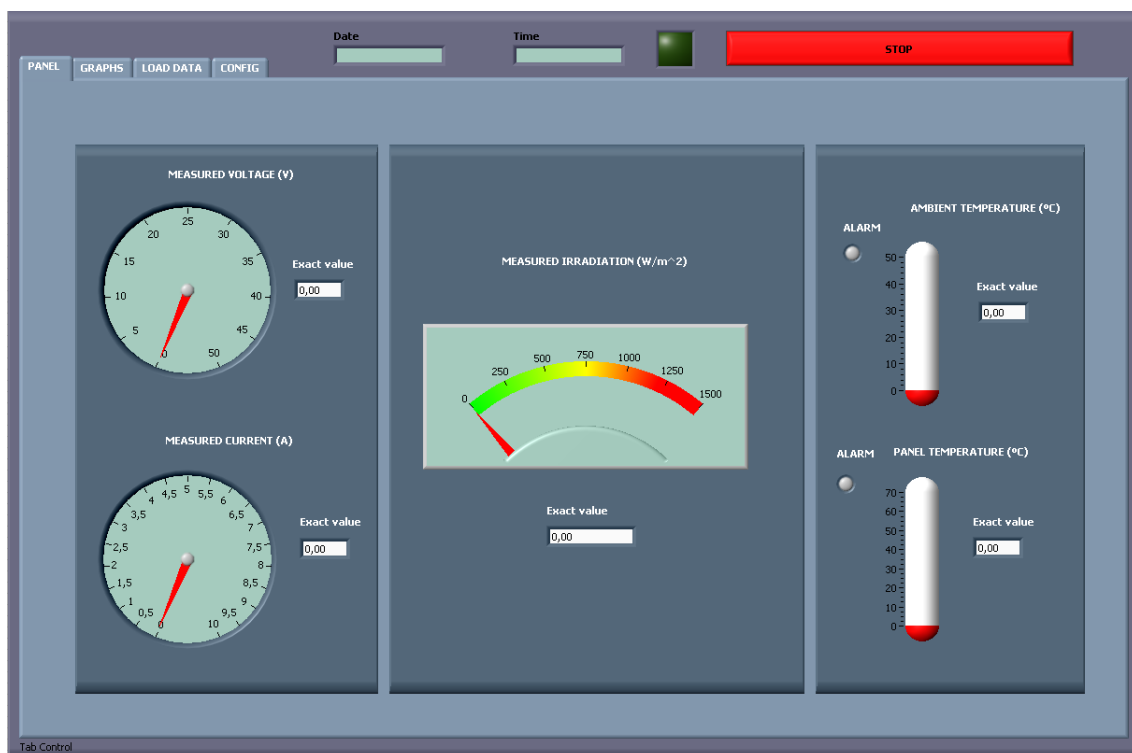 Date
Time
STOP
PANEL
GRAPHS
LOAD DATA
CONFIG
MEASURED VOLTAGE (V)
0
5
10
15
20
25
30
35
40
45
50
Exact value
0,00
MEASURED CURRENT (A)
0
0,5
1
1,5
2
2,5
3
3,5
4
4,5
5
5,5
6
6,5
7
7,5
8
8,5
9
9,5
10
Exact value
0,00
MEASURED IRRADIATION (W/m^2)
0
250
500
750
1000
1250
1500
Exact value
0,00
AMBIENT TEMPERATURE (ºC)
ALARM
50
40
30
20
10
0
Exact value
0,00
PANEL TEMPERATURE (ºC)
ALARM
70
60
50
40
30
20
10
0
Exact value
0,00
Tab Control